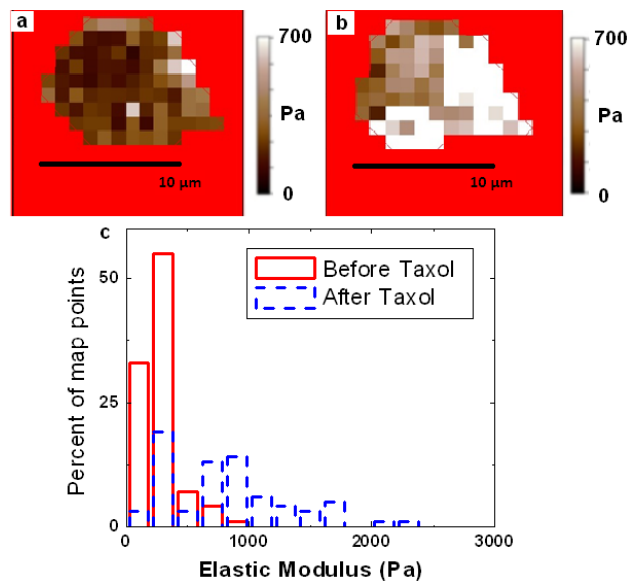 a
700
Pa
0
10 μm
b
700
Pa
0
10 μm
c
Percent of map points
50
25
0
Before Taxol
After Taxol
0
1000
2000
3000
Elastic Modulus (Pa)